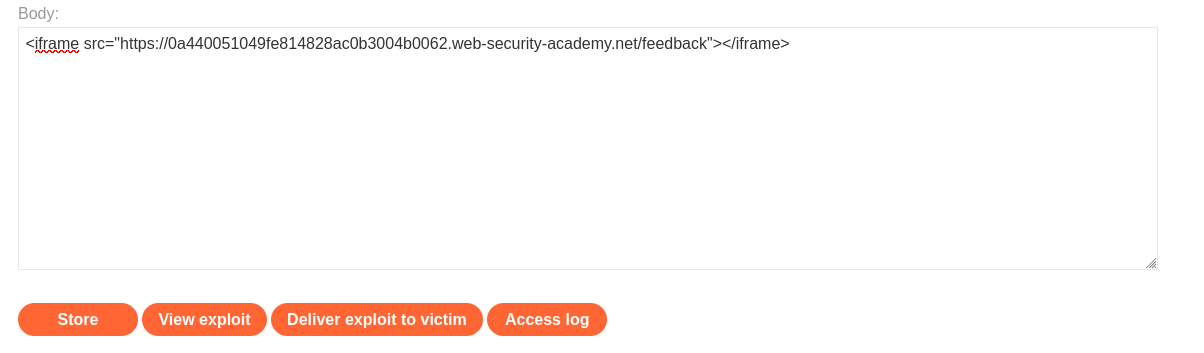 Body:
<iframe src="https://0a440051049fe814828ac0b3004b0062.web-security-academy.net/feedback"></iframe>
Store View exploit Deliver exploit to victim Access log